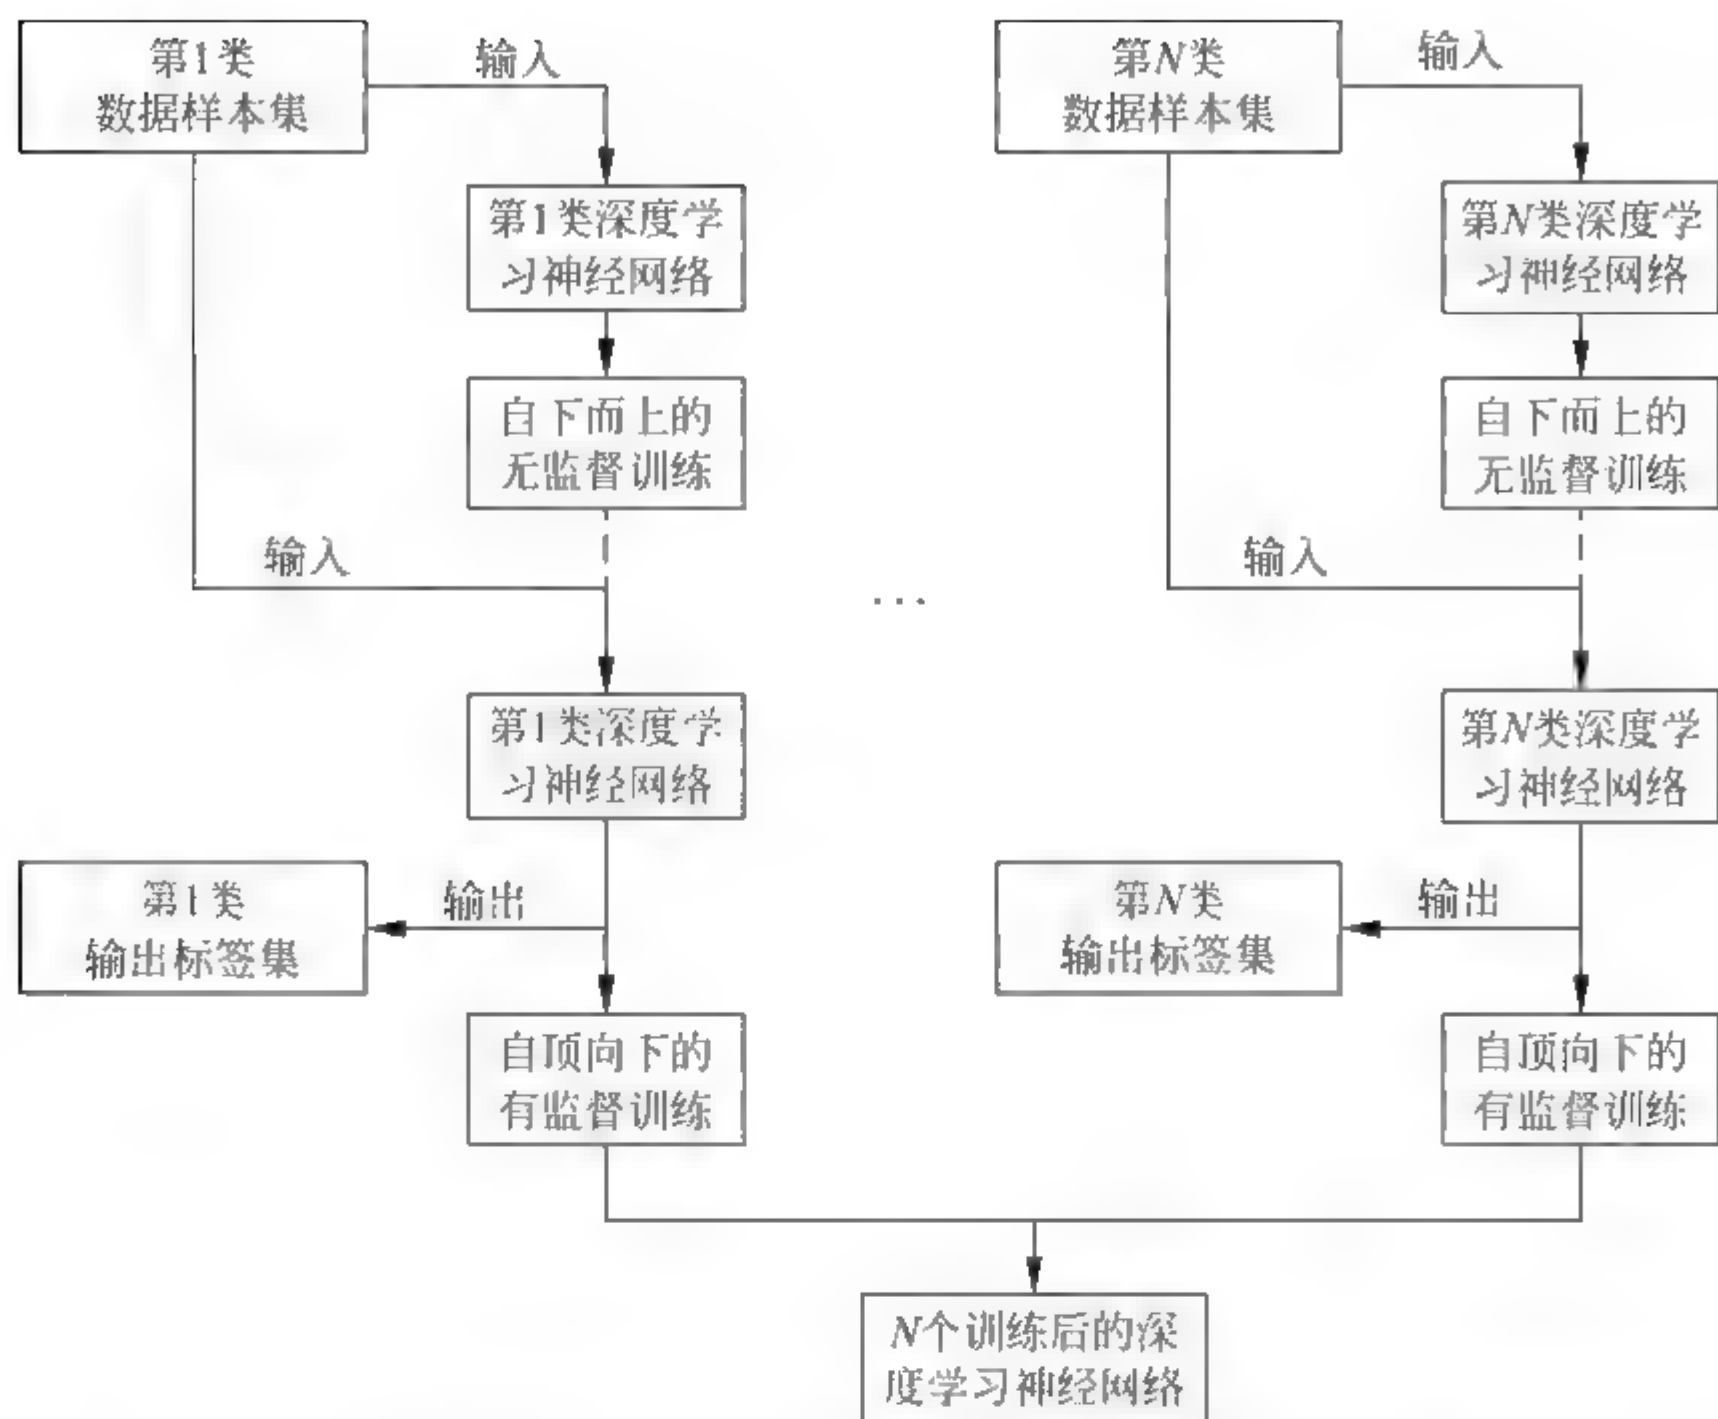 第1类
数据样本集
输入
第1类深度学
习神经网络
自下而上的
无监督训练
输入
第1类深度学
习神经网络
第1类
输出标签集
输出
自顶向下的
有监督训练
…
第N类
数据样本集
输入
第N类深度学
习神经网络
自下而上的
无监督训练
输入
第N类深度学
习神经网络
第N类
输出标签集
输出
自顶向下的
有监督训练
N个训练后的深
度学习神经网络